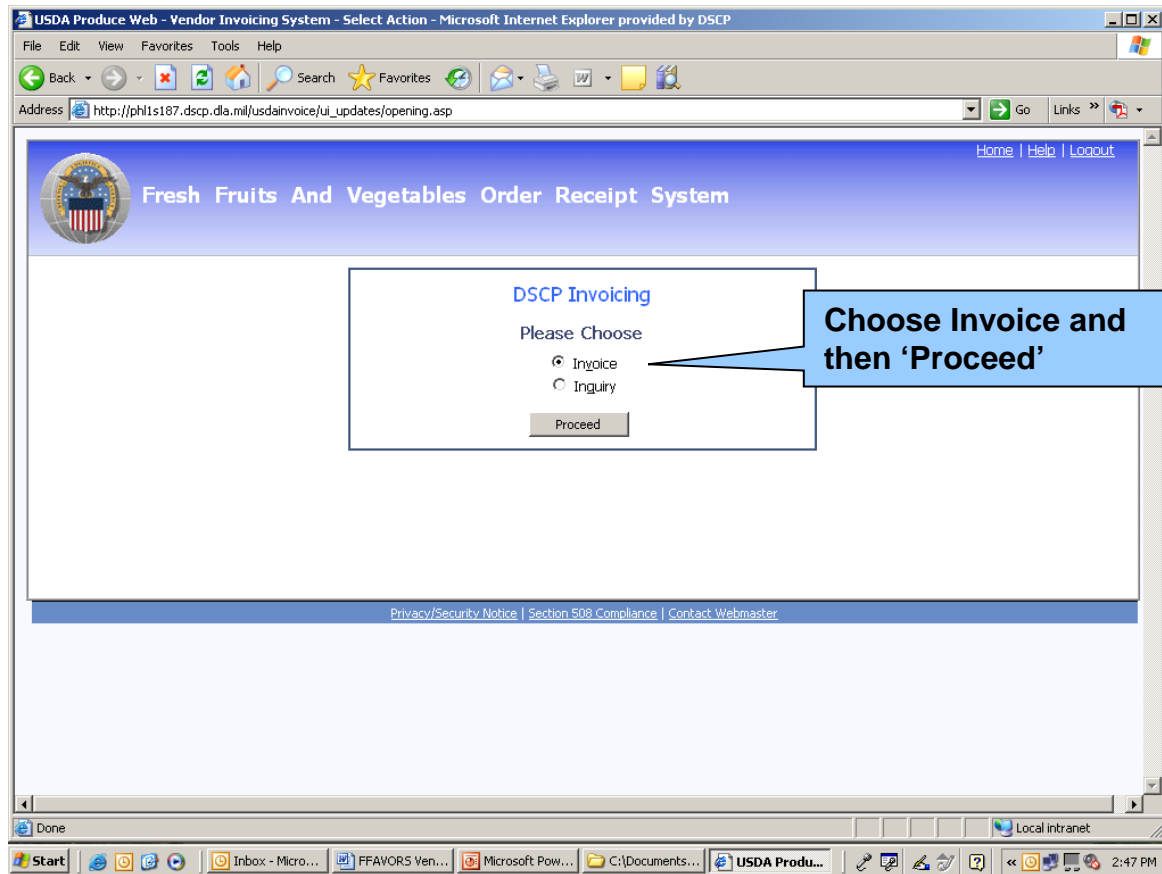 USDA Produce Web - Vendor Invoicing System - Select Action - Microsoft Internet Explorer provided by DSCP
File Edit View Favorites Tools Help
Back Search Favorites
Address http://phl1s187.dscp.dla.mil/usdainvoice/ui_updates/opening.asp Go Links »
Home | Help | Logout
Fresh Fruits And Vegetables Order Receipt System
DSCP Invoicing
Please Choose
Invoice
Inquiry
Proceed
Choose Invoice and
then ‘Proceed’
Privacy/Security Notice | Section 508 Compliance | Contact Webmaster
Done Local intranet
Start Inbox - Micro... FFAVORS Ven... Microsoft Pow... C:\Documents... USDA Produ... « 2:47 PM